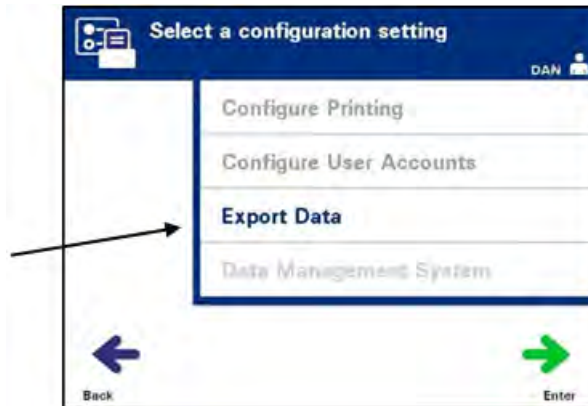 Select a configuration setting
DAN
Configure Printing
Configure User Accounts
Export Data
Data Management System
Back
Enter